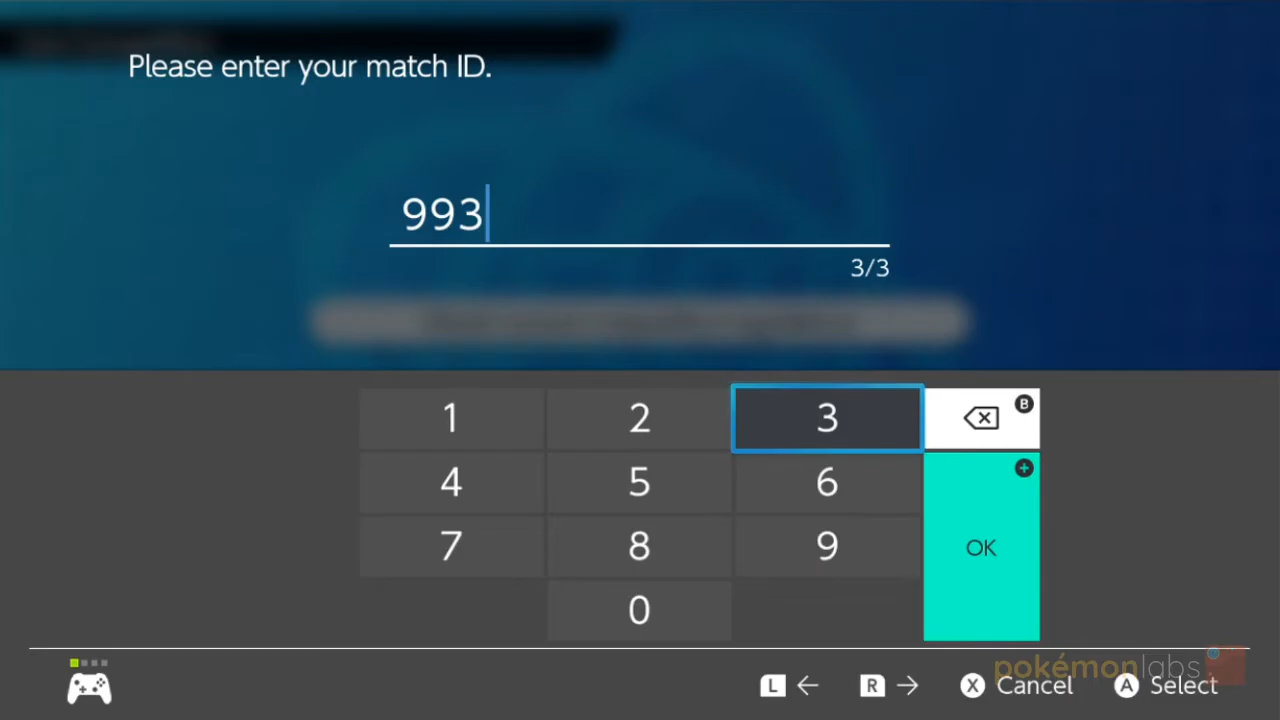 Please enter your match ID.
993
3/3
1 2 3 B
4 5 6 +
7 8 9 OK
0
pokémonlabs
L ← R → X Cancel A Select